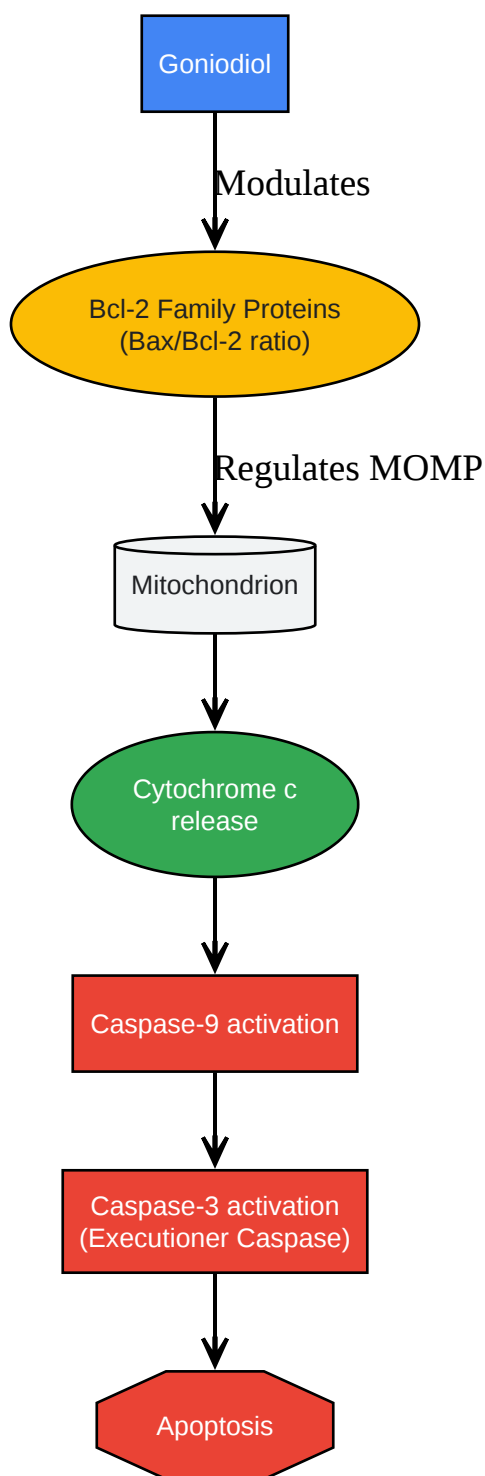 Goniodiol
Modulates
Bcl-2 Family Proteins
(Bax/Bcl-2 ratio)
Regulates MOMP
Mitochondrion
Cytochrome c
release
Caspase-9 activation
Caspase-3 activation
(Executioner Caspase)
Apoptosis